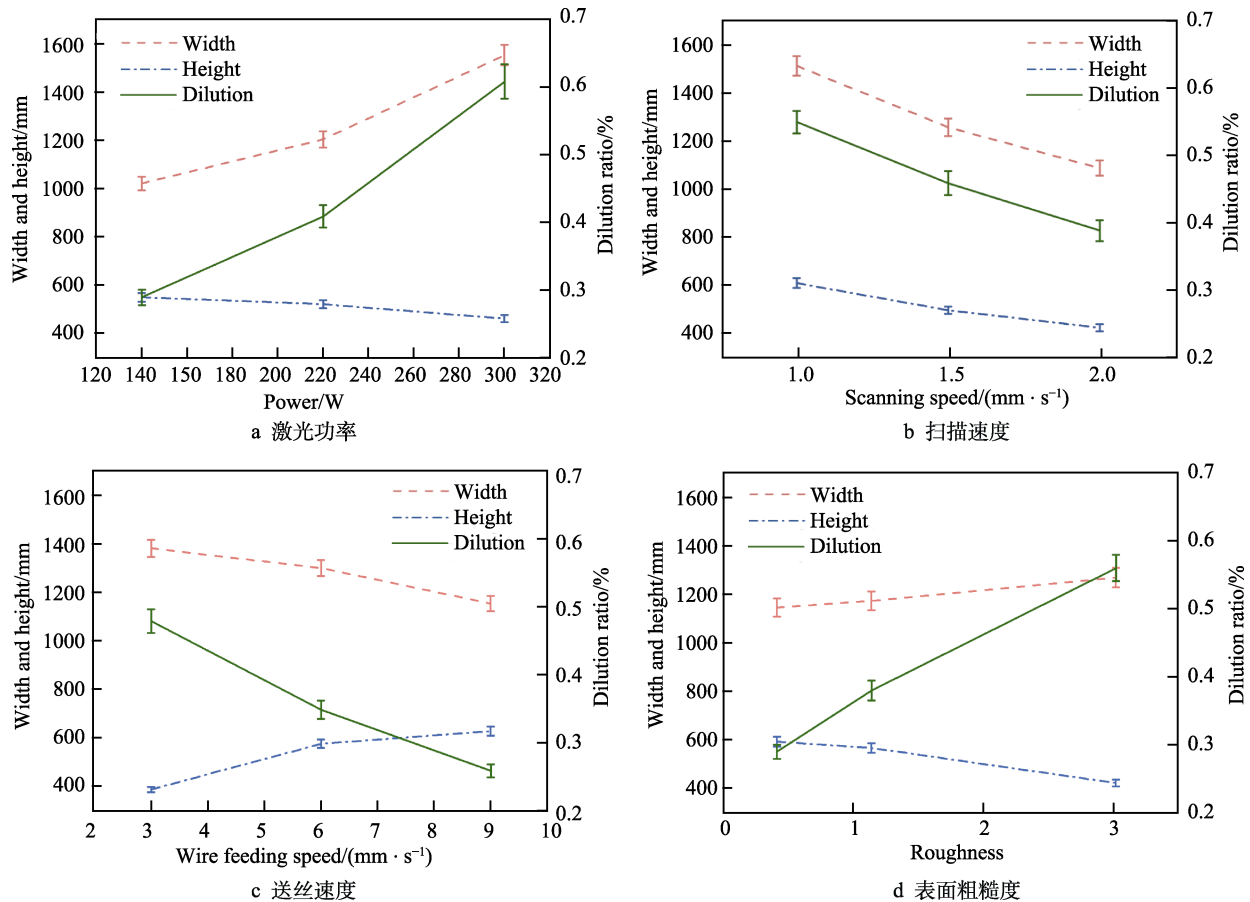 Width and height/mm
1600
1400
1200
1000
800
600
400
Width
Height
Dilution
0.7
0.6
0.5
0.4
0.3
0.2
Dilution ratio/%
120 140 160 180 200 220 240 260 280 300 320
Power/W
a 激光功率
Width and height/mm
1600
1400
1200
1000
800
600
400
Width
Height
Dilution
0.7
0.6
0.5
0.4
0.3
0.2
Dilution ratio/%
1.0 1.5 2.0
Scanning speed/(mm · s⁻¹)
b 扫描速度
Width and height/mm
1600
1400
1200
1000
800
600
400
Width
Height
Dilution
0.7
0.6
0.5
0.4
0.3
0.2
Dilution ratio/%
2 3 4 5 6 7 8 9 10
Wire feeding speed/(mm · s⁻¹)
c 送丝速度
Width and height/mm
1600
1400
1200
1000
800
600
400
Width
Height
Dilution
0.7
0.6
0.5
0.4
0.3
0.2
Dilution ratio/%
0 1 2 3
Roughness
d 表面粗糙度